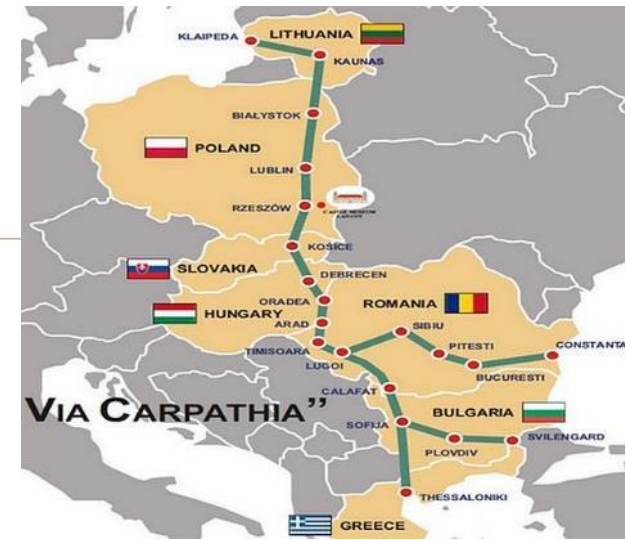 KLAIPEDA
LITHUANIA
KAUNAS
BIAŁYSTOK
POLAND
LUBLIN
RZESZÓW
KOŠICE
SLOVAKIA
DEBRECEN
ORADEA
ROMANIA
HUNGARY
ARAD
SIBIU
TIMISOARA
PITESTI
CONSTANTA
LUGOI
BUCURESTI
CALAFAT
VIA CARPATHIA”
BULGARIA
SOFIJA
SVILENGARD
PLOVDIV
THESSALONIKI
GREECE